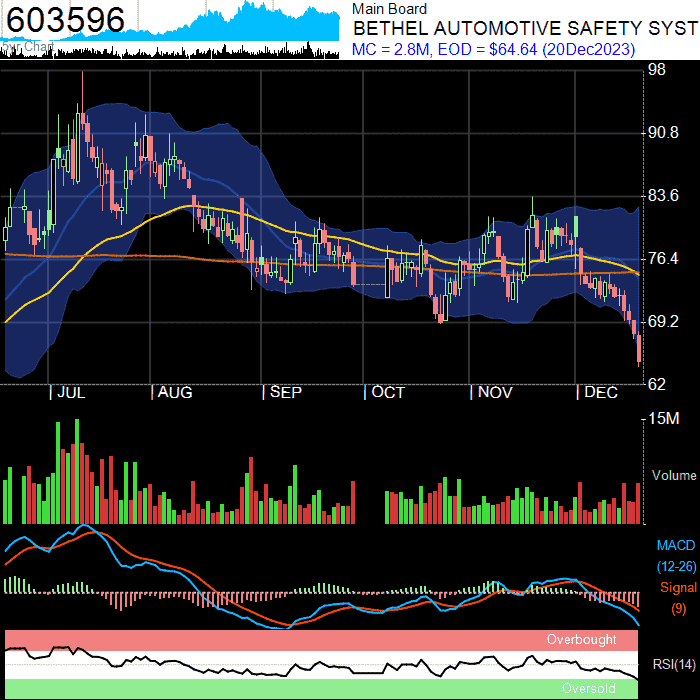 603596
5yr Chart
Main Board
BETHEL AUTOMOTIVE SAFETY SYST
MC = 2.8M, EOD = $64.64 (20Dec2023)
98
90.8
83.6
76.4
69.2
62
JUL
AUG
SEP
OCT
NOV
DEC
15M
Volume
MACD
(12-26)
Signal
(9)
Overbought
RSI(14)
Oversold